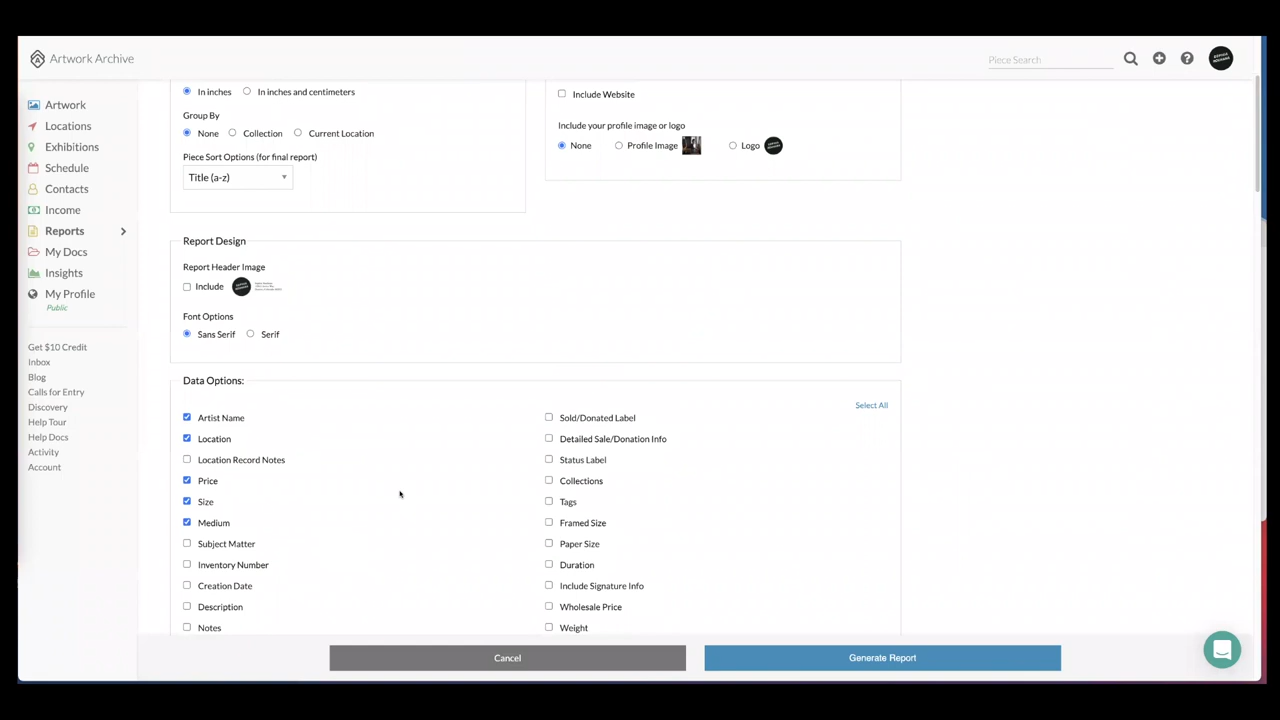 Artwork Archive
Piece Search
Artwork
Locations
Exhibitions
Schedule
Contacts
Income
Reports
My Docs
Insights
My Profile
Public
Get $10 Credit
Inbox
Blog
Calls for Entry
Discovery
Help Tour
Help Docs
Activity
Account
In inches
In inches and centimeters
Group By
None
Collection
Current Location
Piece Sort Options (for final report)
Title (a-z)
Include Website
Include your profile image or logo
None
Profile Image
Logo
Report Design
Report Header Image
Include
Font Options
Sans Serif
Serif
Data Options:
Select All
Artist Name
Location
Location Record Notes
Price
Size
Medium
Subject Matter
Inventory Number
Creation Date
Description
Notes
Sold/Donated Label
Detailed Sale/Donation Info
Status Label
Collections
Tags
Framed Size
Paper Size
Duration
Include Signature Info
Wholesale Price
Weight
Cancel
Generate Report